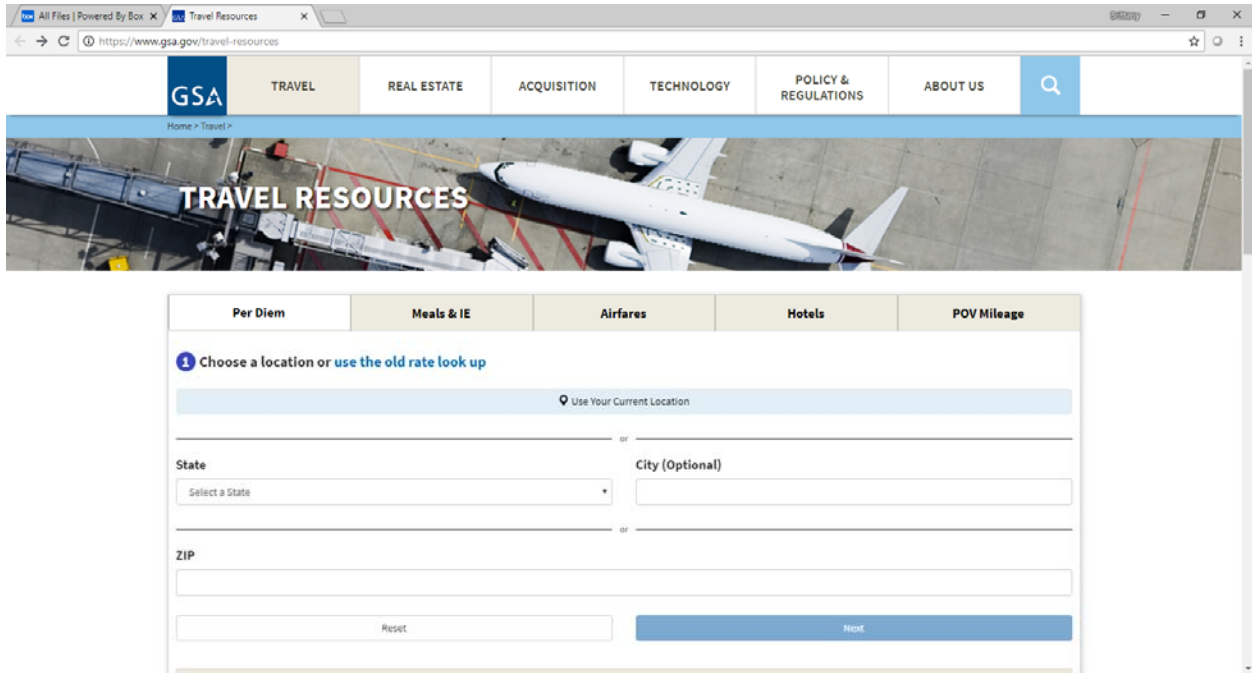 All Files | Powered By Box
Travel Resources
https://www.gsa.gov/travel-resources
GSA
TRAVEL
REAL ESTATE
ACQUISITION
TECHNOLOGY
POLICY & REGULATIONS
ABOUT US
Home > Travel >
TRAVEL RESOURCES
Per Diem
Meals & IE
Airfares
Hotels
POV Mileage
1 Choose a location or use the old rate look up
Use Your Current Location
or
State
City (Optional)
Select a State
or
ZIP
Reset
Next